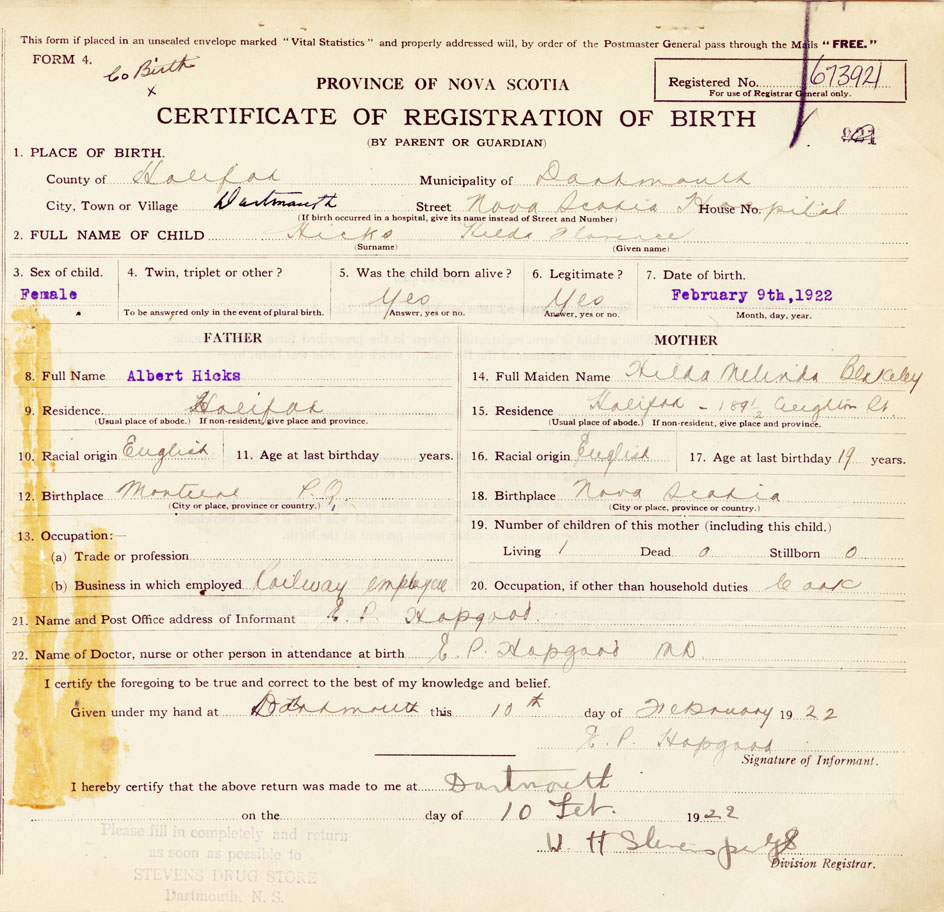 This form if placed in an unsealed envelope marked "Vital Statistics" and properly addressed will, by order of the Postmaster General pass through the Mails "FREE."
FORM 4.
Co Birth
x
PROVINCE OF NOVA SCOTIA
Registered No. 673921
For use of Registrar General only.
CERTIFICATE OF REGISTRATION OF BIRTH
(BY PARENT OR GUARDIAN)
1. PLACE OF BIRTH.
County of Halifax Municipality of Dartmouth
City, Town or Village Dartmouth Street Nova Scotia Hospital House No.
(If birth occurred in a hospital, give its name instead of Street and Number)
2. FULL NAME OF CHILD Hicks Hilda Florence
(Surname) (Given name)
3. Sex of child. 4. Twin, triplet or other? 5. Was the child born alive? 6. Legitimate? 7. Date of birth.
Female Yes Yes February 9th,1922
To be answered only in the event of plural birth. Answer, yes or no. Answer, yes or no. Month, day, year.
FATHER MOTHER
8. Full Name Albert Hicks 14. Full Maiden Name Hilda Melinda Blakeley
9. Residence. Halifax 15. Residence Halifax - 189½ Creighton St.
(Usual place of abode.) If non-resident, give place and province. (Usual place of abode.) If non-resident, give place and province.
10. Racial origin English 11. Age at last birthday years. 16. Racial origin English 17. Age at last birthday 19 years.
12. Birthplace Montreal P.Q. 18. Birthplace Nova Scotia
(City or place, province or country.) (City or place, province or country.)
13. Occupation:— 19. Number of children of this mother (including this child.)
(a) Trade or profession Living 1 Dead 0 Stillborn 0
(b) Business in which employed Railway employee 20. Occupation, if other than household duties Cook
21. Name and Post Office address of Informant E. P. Hopgood.
22. Name of Doctor, nurse or other person in attendance at birth E. P. Hopgood MD.
I certify the foregoing to be true and correct to the best of my knowledge and belief.
Given under my hand at Dartmouth this 10th day of February 1922
E. P. Hopgood
Signature of Informant.
I hereby certify that the above return was made to me at Dartmouth
on the day of 10 Feb. 1922
W H Stevens
Division Registrar.
Please fill in completely and return
as soon as possible to
STEVENS DRUG STORE
Dartmouth, N. S.